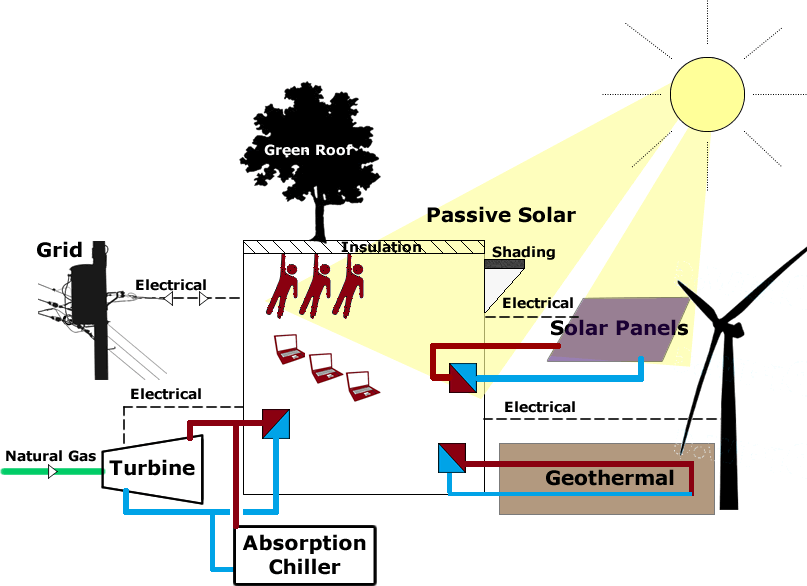 Green Roof
Passive Solar
Grid
Insulation
Shading
Electrical
Electrical
Solar Panels
Electrical
Electrical
Natural Gas
Turbine
Geothermal
Absorption
Chiller